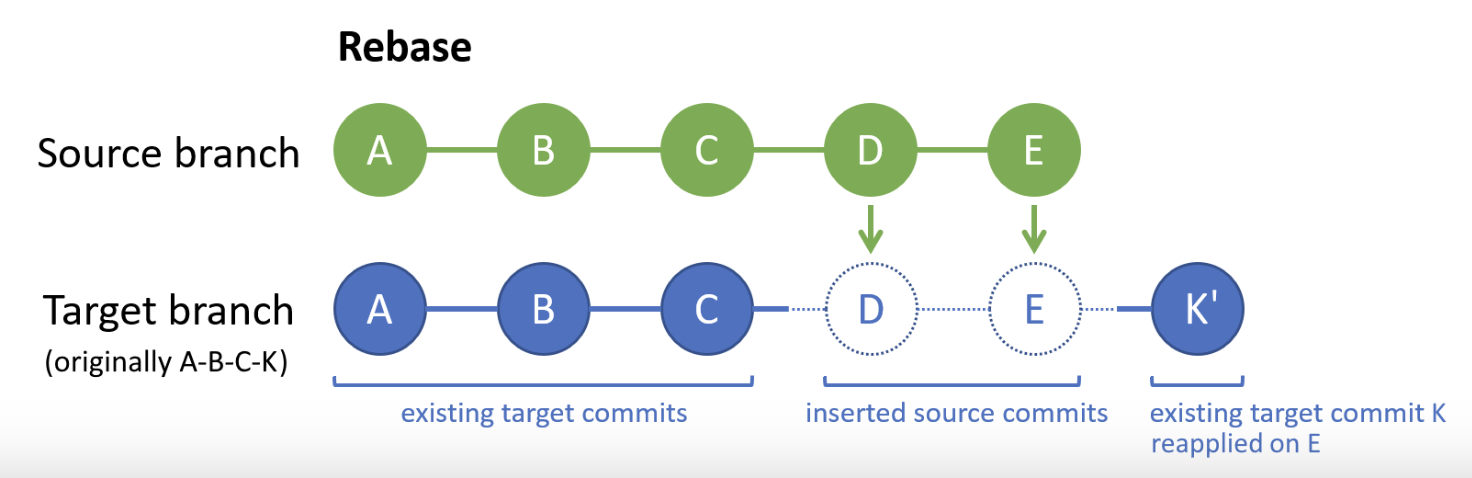 Rebase
Source branch
A B C D E
Target branch
(originally A-B-C-K)
A B C D E K'
existing target commits
inserted source commits
existing target commit K
reapplied on E